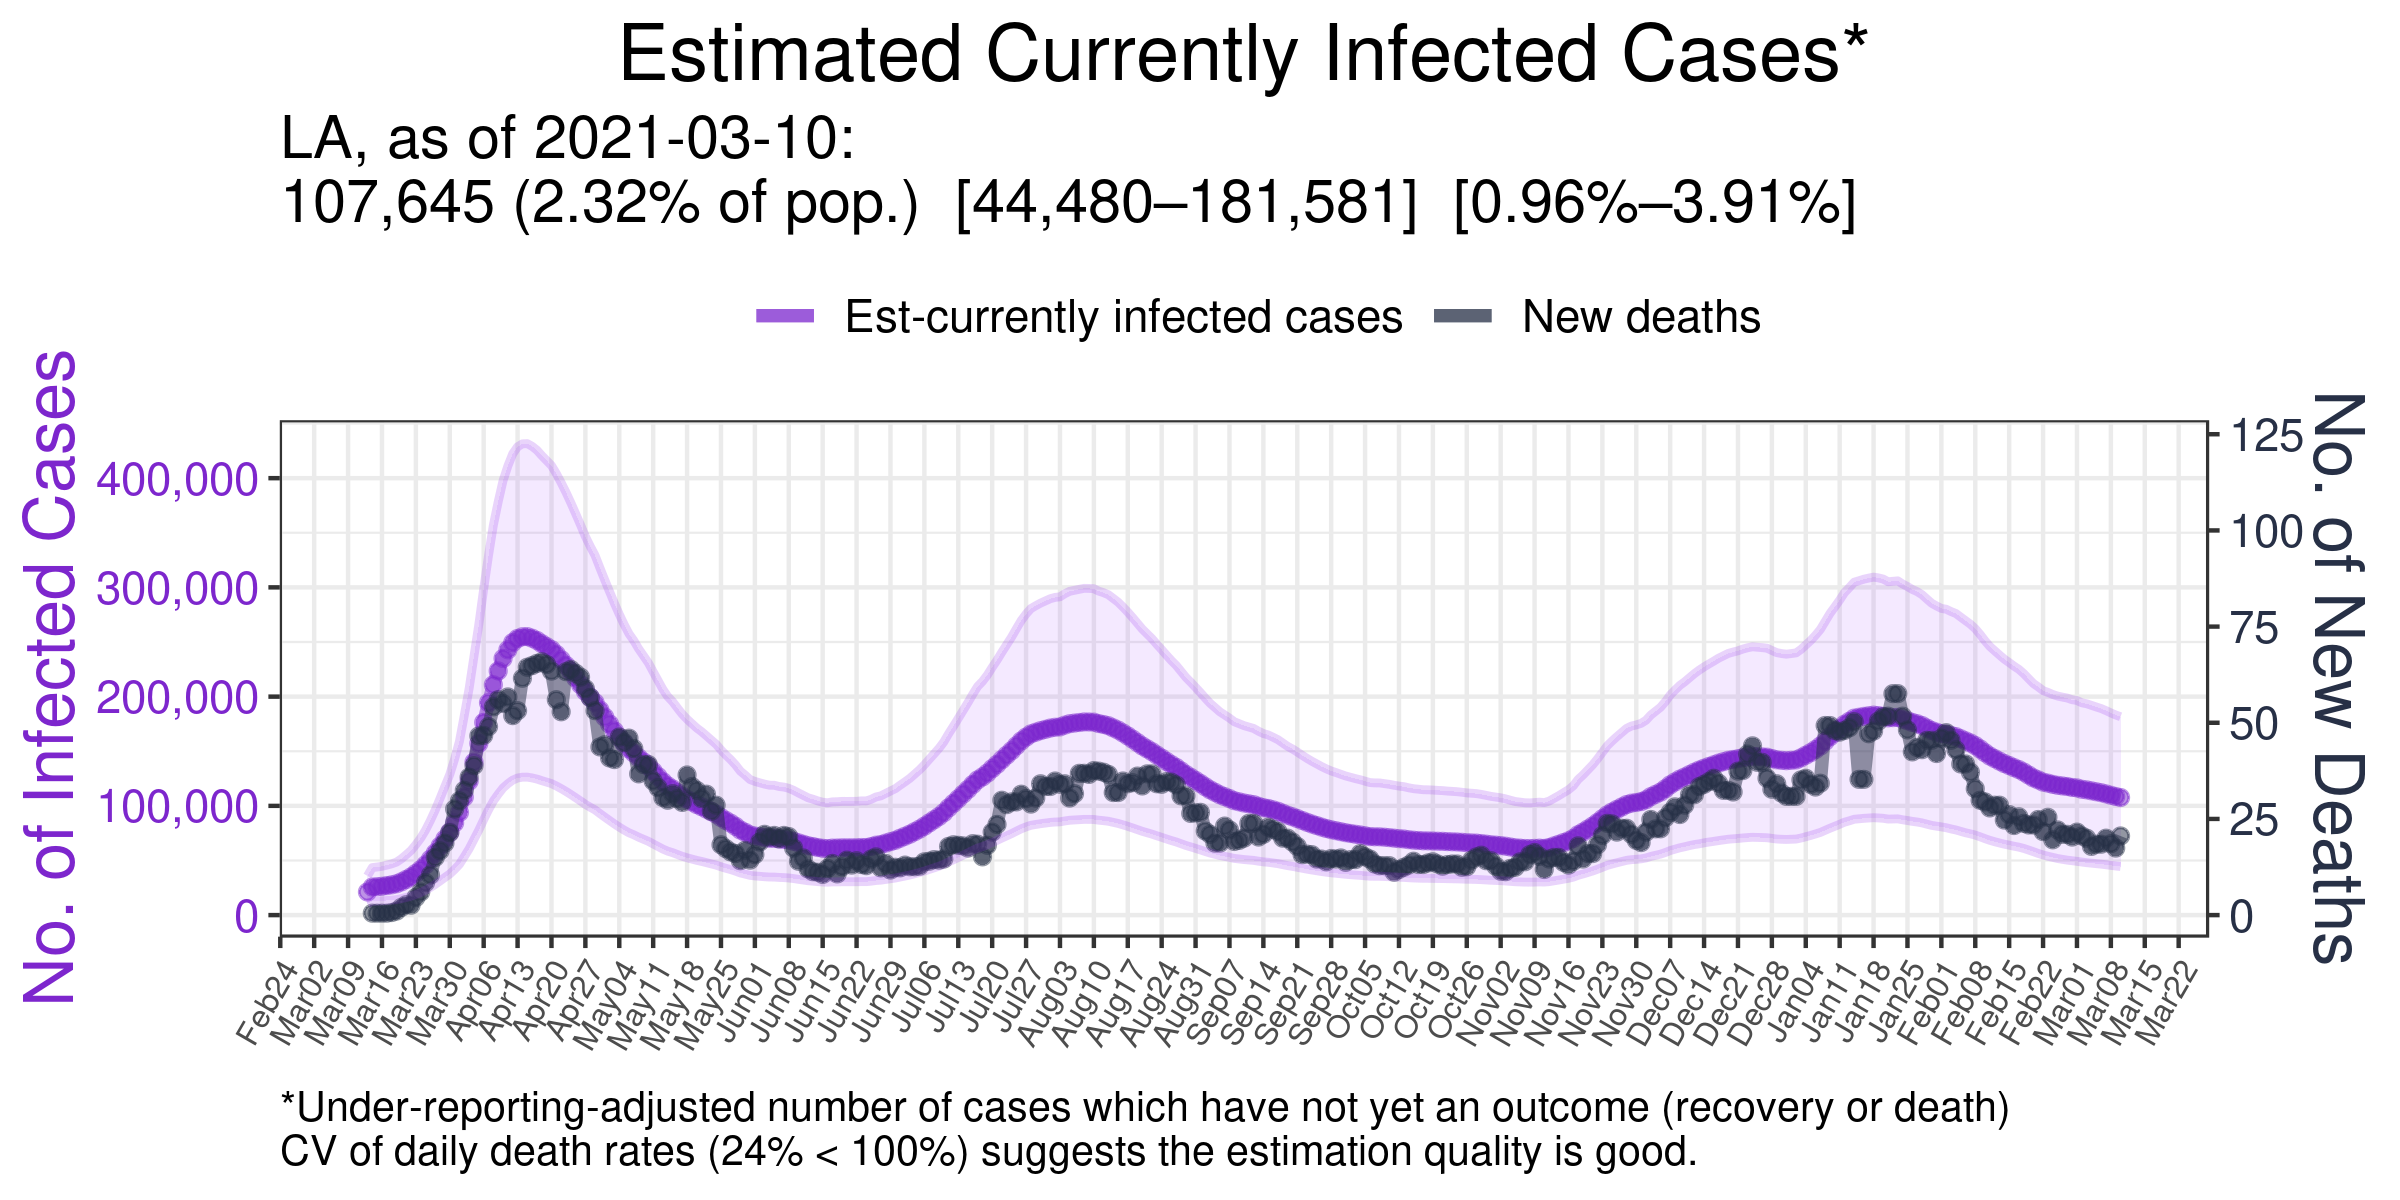 Estimated Currently Infected Cases*
LA, as of 2021-03-10:
107,645 (2.32% of pop.) [44,480–181,581] [0.96%–3.91%]
Est-currently infected cases
New deaths
No. of Infected Cases
400,000
300,000
200,000
100,000
0
125
100
75
50
25
0
No. of New Deaths
Feb24
Mar02
Mar09
Mar16
Mar23
Mar30
Apr06
Apr13
Apr20
Apr27
May04
May11
May18
May25
Jun01
Jun08
Jun15
Jun22
Jun29
Jul06
Jul13
Jul20
Jul27
Aug03
Aug10
Aug17
Aug24
Aug31
Sep07
Sep14
Sep21
Sep28
Oct05
Oct12
Oct19
Oct26
Nov02
Nov09
Nov16
Nov23
Nov30
Dec07
Dec14
Dec21
Dec28
Jan04
Jan11
Jan18
Jan25
Feb01
Feb08
Feb15
Feb22
Mar01
Mar08
Mar15
Mar22
*Under-reporting-adjusted number of cases which have not yet an outcome (recovery or death)
CV of daily death rates (24% < 100%) suggests the estimation quality is good.